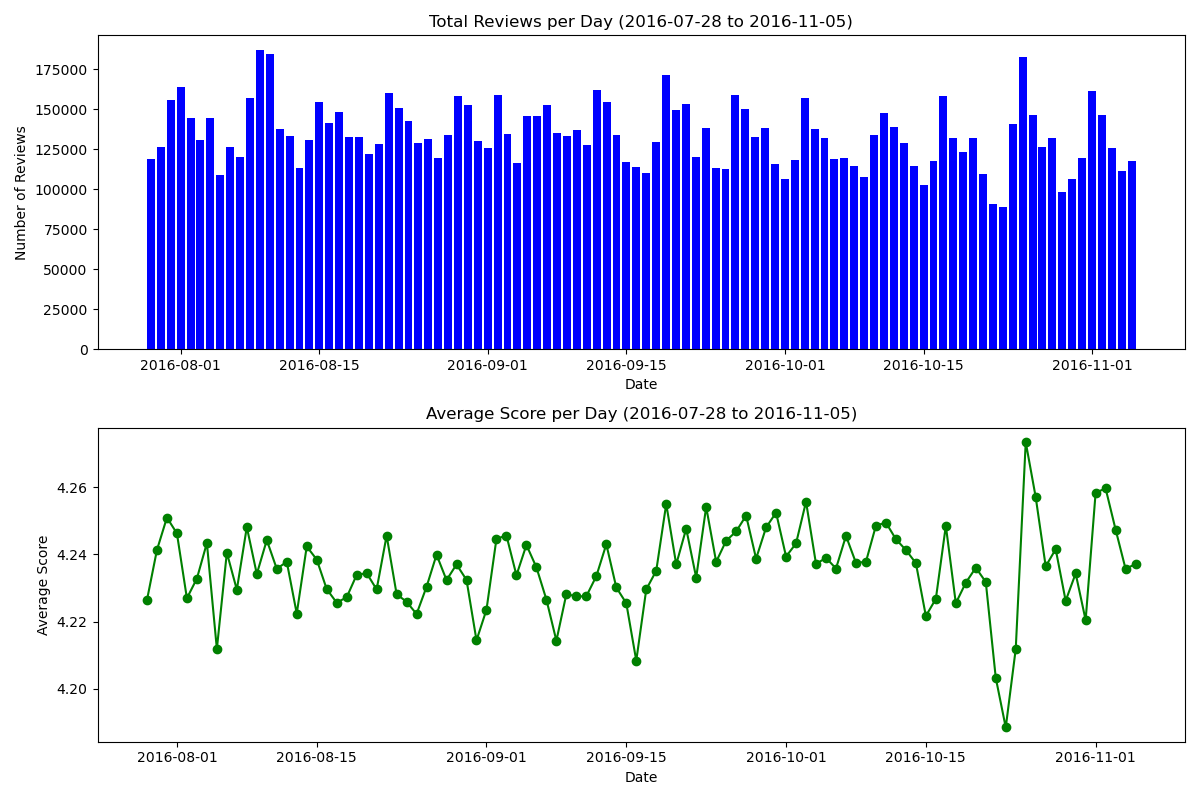 Total Reviews per Day (2016-07-28 to 2016-11-05)
Number of Reviews
175000
150000
125000
100000
75000
50000
25000
0
2016-08-01 2016-08-15 2016-09-01 2016-09-15 2016-10-01 2016-10-15 2016-11-01
Date
Average Score per Day (2016-07-28 to 2016-11-05)
Average Score
4.26
4.24
4.22
4.20
2016-08-01 2016-08-15 2016-09-01 2016-09-15 2016-10-01 2016-10-15 2016-11-01
Date